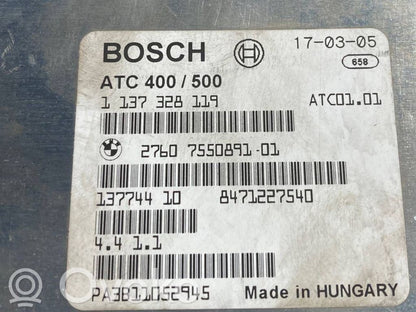 BOSCH 17-03-05
658
ATC 400 / 500
1 137 328 119 ATC01.01
2760 7550891-01
137744 10 8471227540
4.4 1.1
PA3811052945 Made in HUNGARY